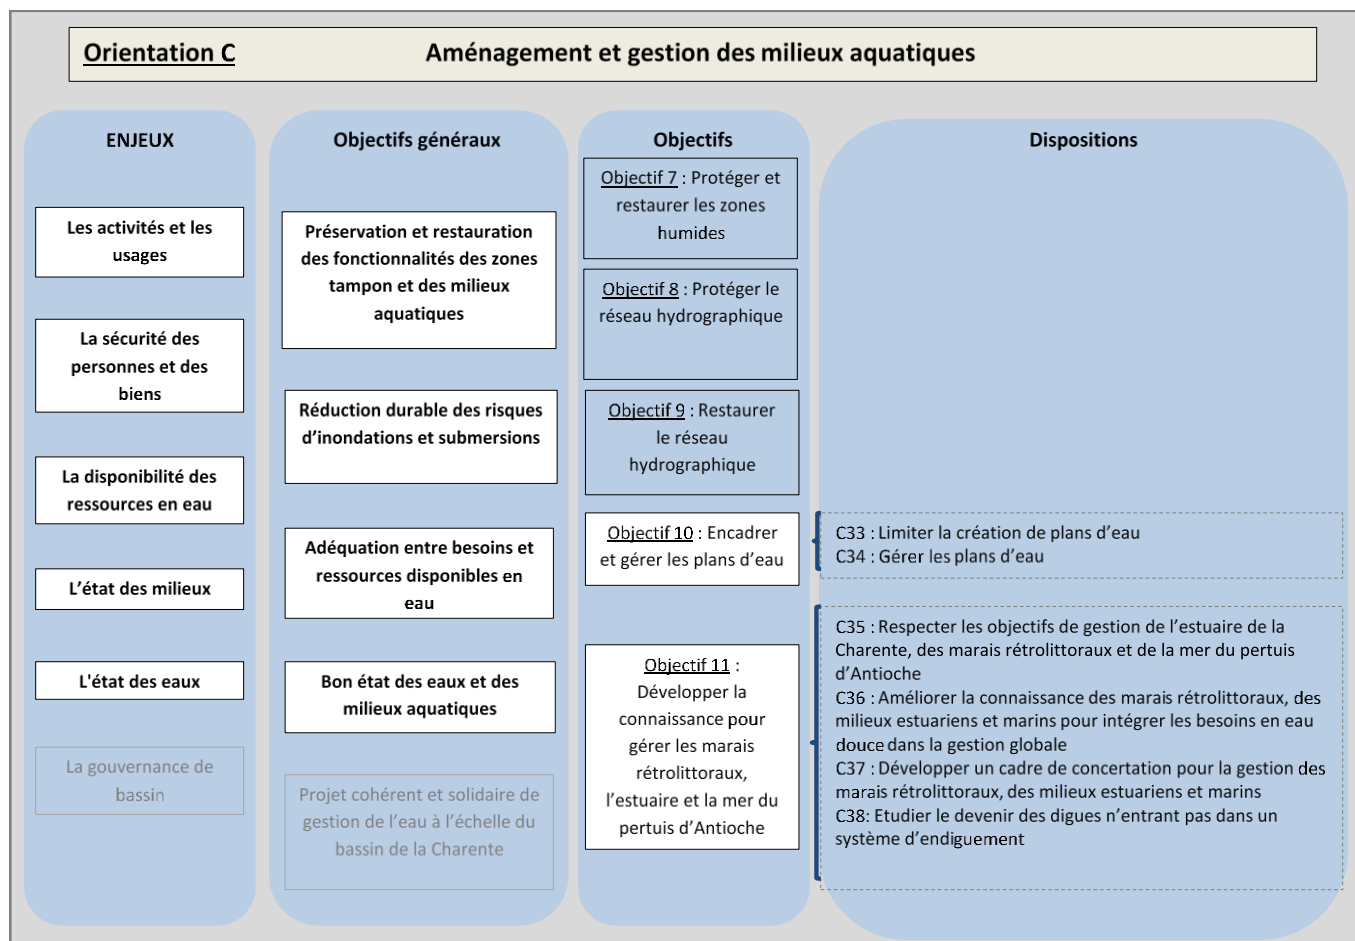 Orientation C Aménagement et gestion des milieux aquatiques
ENJEUX
Les activités et les
usages
La sécurité des
personnes et des
biens
La disponibilité des
ressources en eau
L'état des milieux
L'état des eaux
La gouvernance de
bassin
Objectifs généraux
Préservation et restauration
des fonctionnalités des zones
tampon et des milieux
aquatiques
Réduction durable des risques
d'inondations et submersions
Adéquation entre besoins et
ressources disponibles en
eau
Bon état des eaux et des
milieux aquatiques
Projet cohérent et solidaire de
gestion de l'eau à l'échelle du
bassin de la Charente
Objectifs
Objectif 7 : Protéger et
restaurer les zones
humides
Objectif 8 : Protéger le
réseau hydrographique
Objectif 9 : Restaurer
le réseau
hydrographique
Objectif 10 : Encadrer
et gérer les plans d'eau
Objectif 11 :
Développer la
connaissance pour
gérer les marais
rétrolittoraux,
l'estuaire et la mer du
pertuis d'Antioche
Dispositions
C33 : Limiter la création de plans d'eau
C34 : Gérer les plans d'eau
C35 : Respecter les objectifs de gestion de l'estuaire de la
Charente, des marais rétrolittoraux et de la mer du pertuis
d'Antioche
C36 : Améliorer la connaissance des marais rétrolittoraux, des
milieux estuariens et marins pour intégrer les besoins en eau
douce dans la gestion globale
C37 : Développer un cadre de concertation pour la gestion des
marais rétrolittoraux, des milieux estuariens et marins
C38: Etudier le devenir des digues n'entrant pas dans un
système d'endiguement